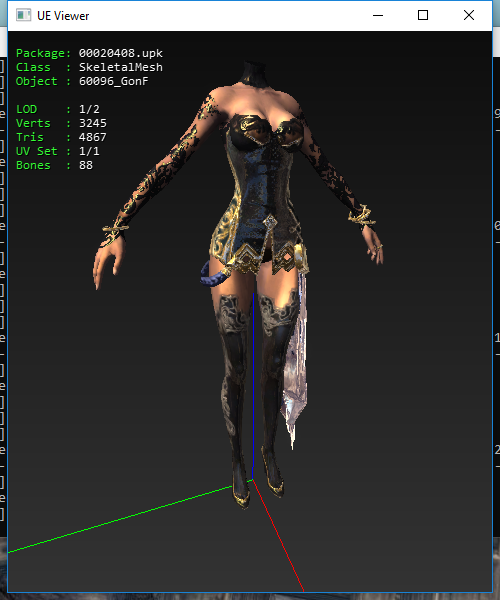 UE Viewer
Package: 00020408.upk
Class : SkeletalMesh
Object : 60096_GonF
LOD : 1/2
Verts : 3245
Tris : 4867
UV Set : 1/1
Bones : 88